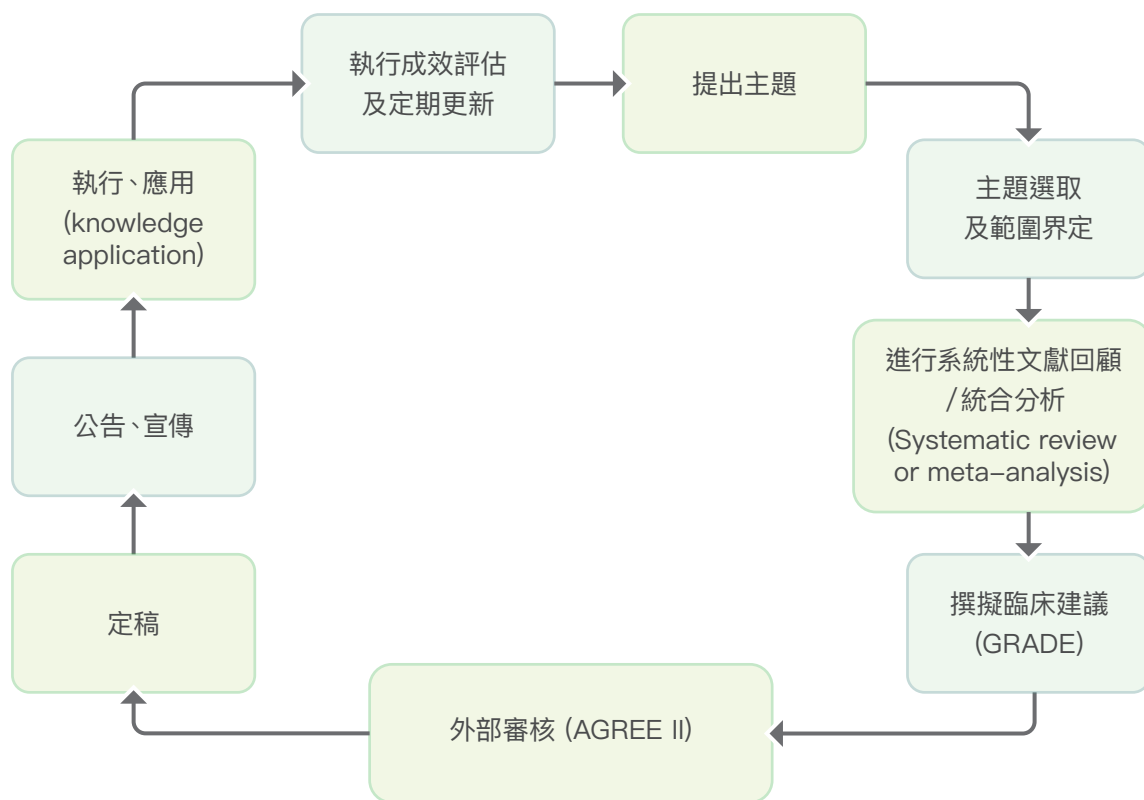 執行成效評估
及定期更新
提出主題
主題選取
及範圍界定
進行系統性文獻回顧
/統合分析
(Systematic review
or meta–analysis)
撰擬臨床建議
(GRADE)
外部審核 (AGREE II)
定稿
公告、宣傳
執行、應用
(knowledge
application)